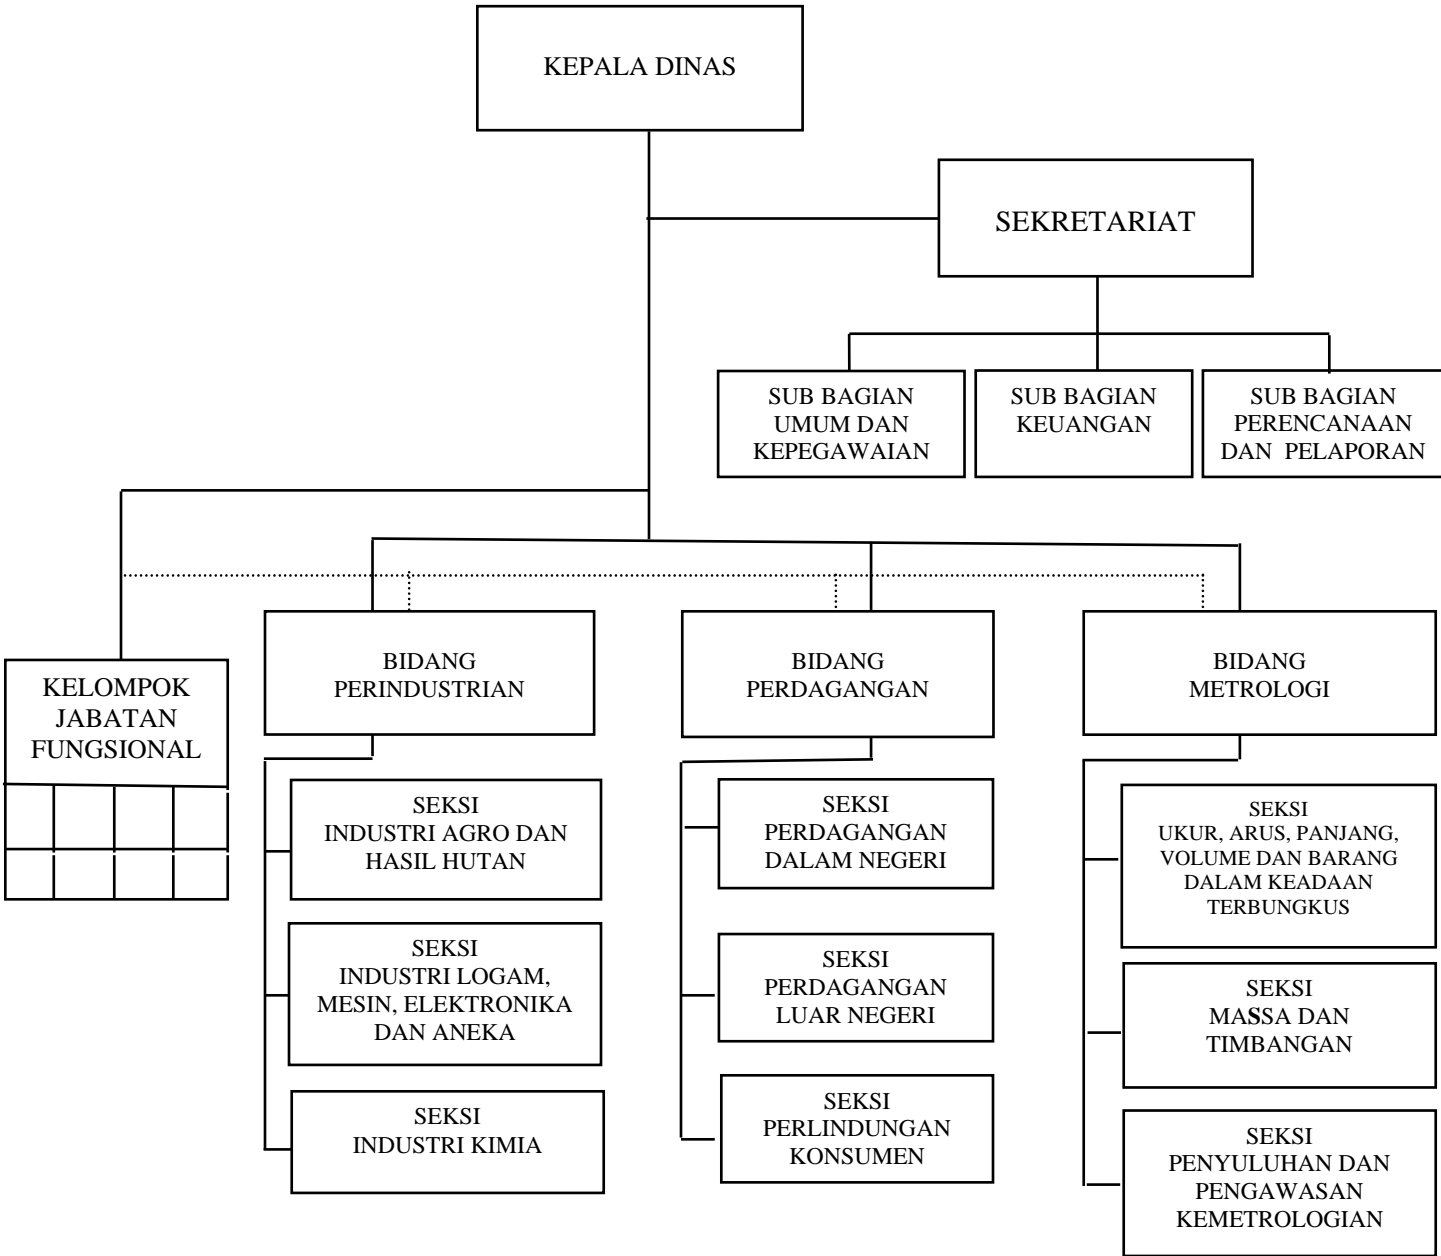 KEPALA DINAS
SEKRETARIAT
SUB BAGIAN
UMUM DAN
KEPEGAWAIAN
SUB BAGIAN
KEUANGAN
SUB BAGIAN
PERENCANAAN
DAN PELAPORAN
KELOMPOK
JABATAN
FUNGSIONAL
BIDANG
PERINDUSTRIAN
SEKSI
INDUSTRI AGRO DAN
HASIL HUTAN
SEKSI
INDUSTRI LOGAM,
MESIN, ELEKTRONIKA
DAN ANEKA
SEKSI
INDUSTRI KIMIA
BIDANG
PERDAGANGAN
SEKSI
PERDAGANGAN
DALAM NEGERI
SEKSI
PERDAGANGAN
LUAR NEGERI
SEKSI
PERLINDUNGAN
KONSUMEN
BIDANG
METROLOGI
SEKSI
UKUR, ARUS, PANJANG,
VOLUME DAN BARANG
DALAM KEADAAN
TERBUNGKUS
SEKSI
MASSA DAN
TIMBANGAN
SEKSI
PENYULUHAN DAN
PENGAWASAN
KEMETROLOGIAN